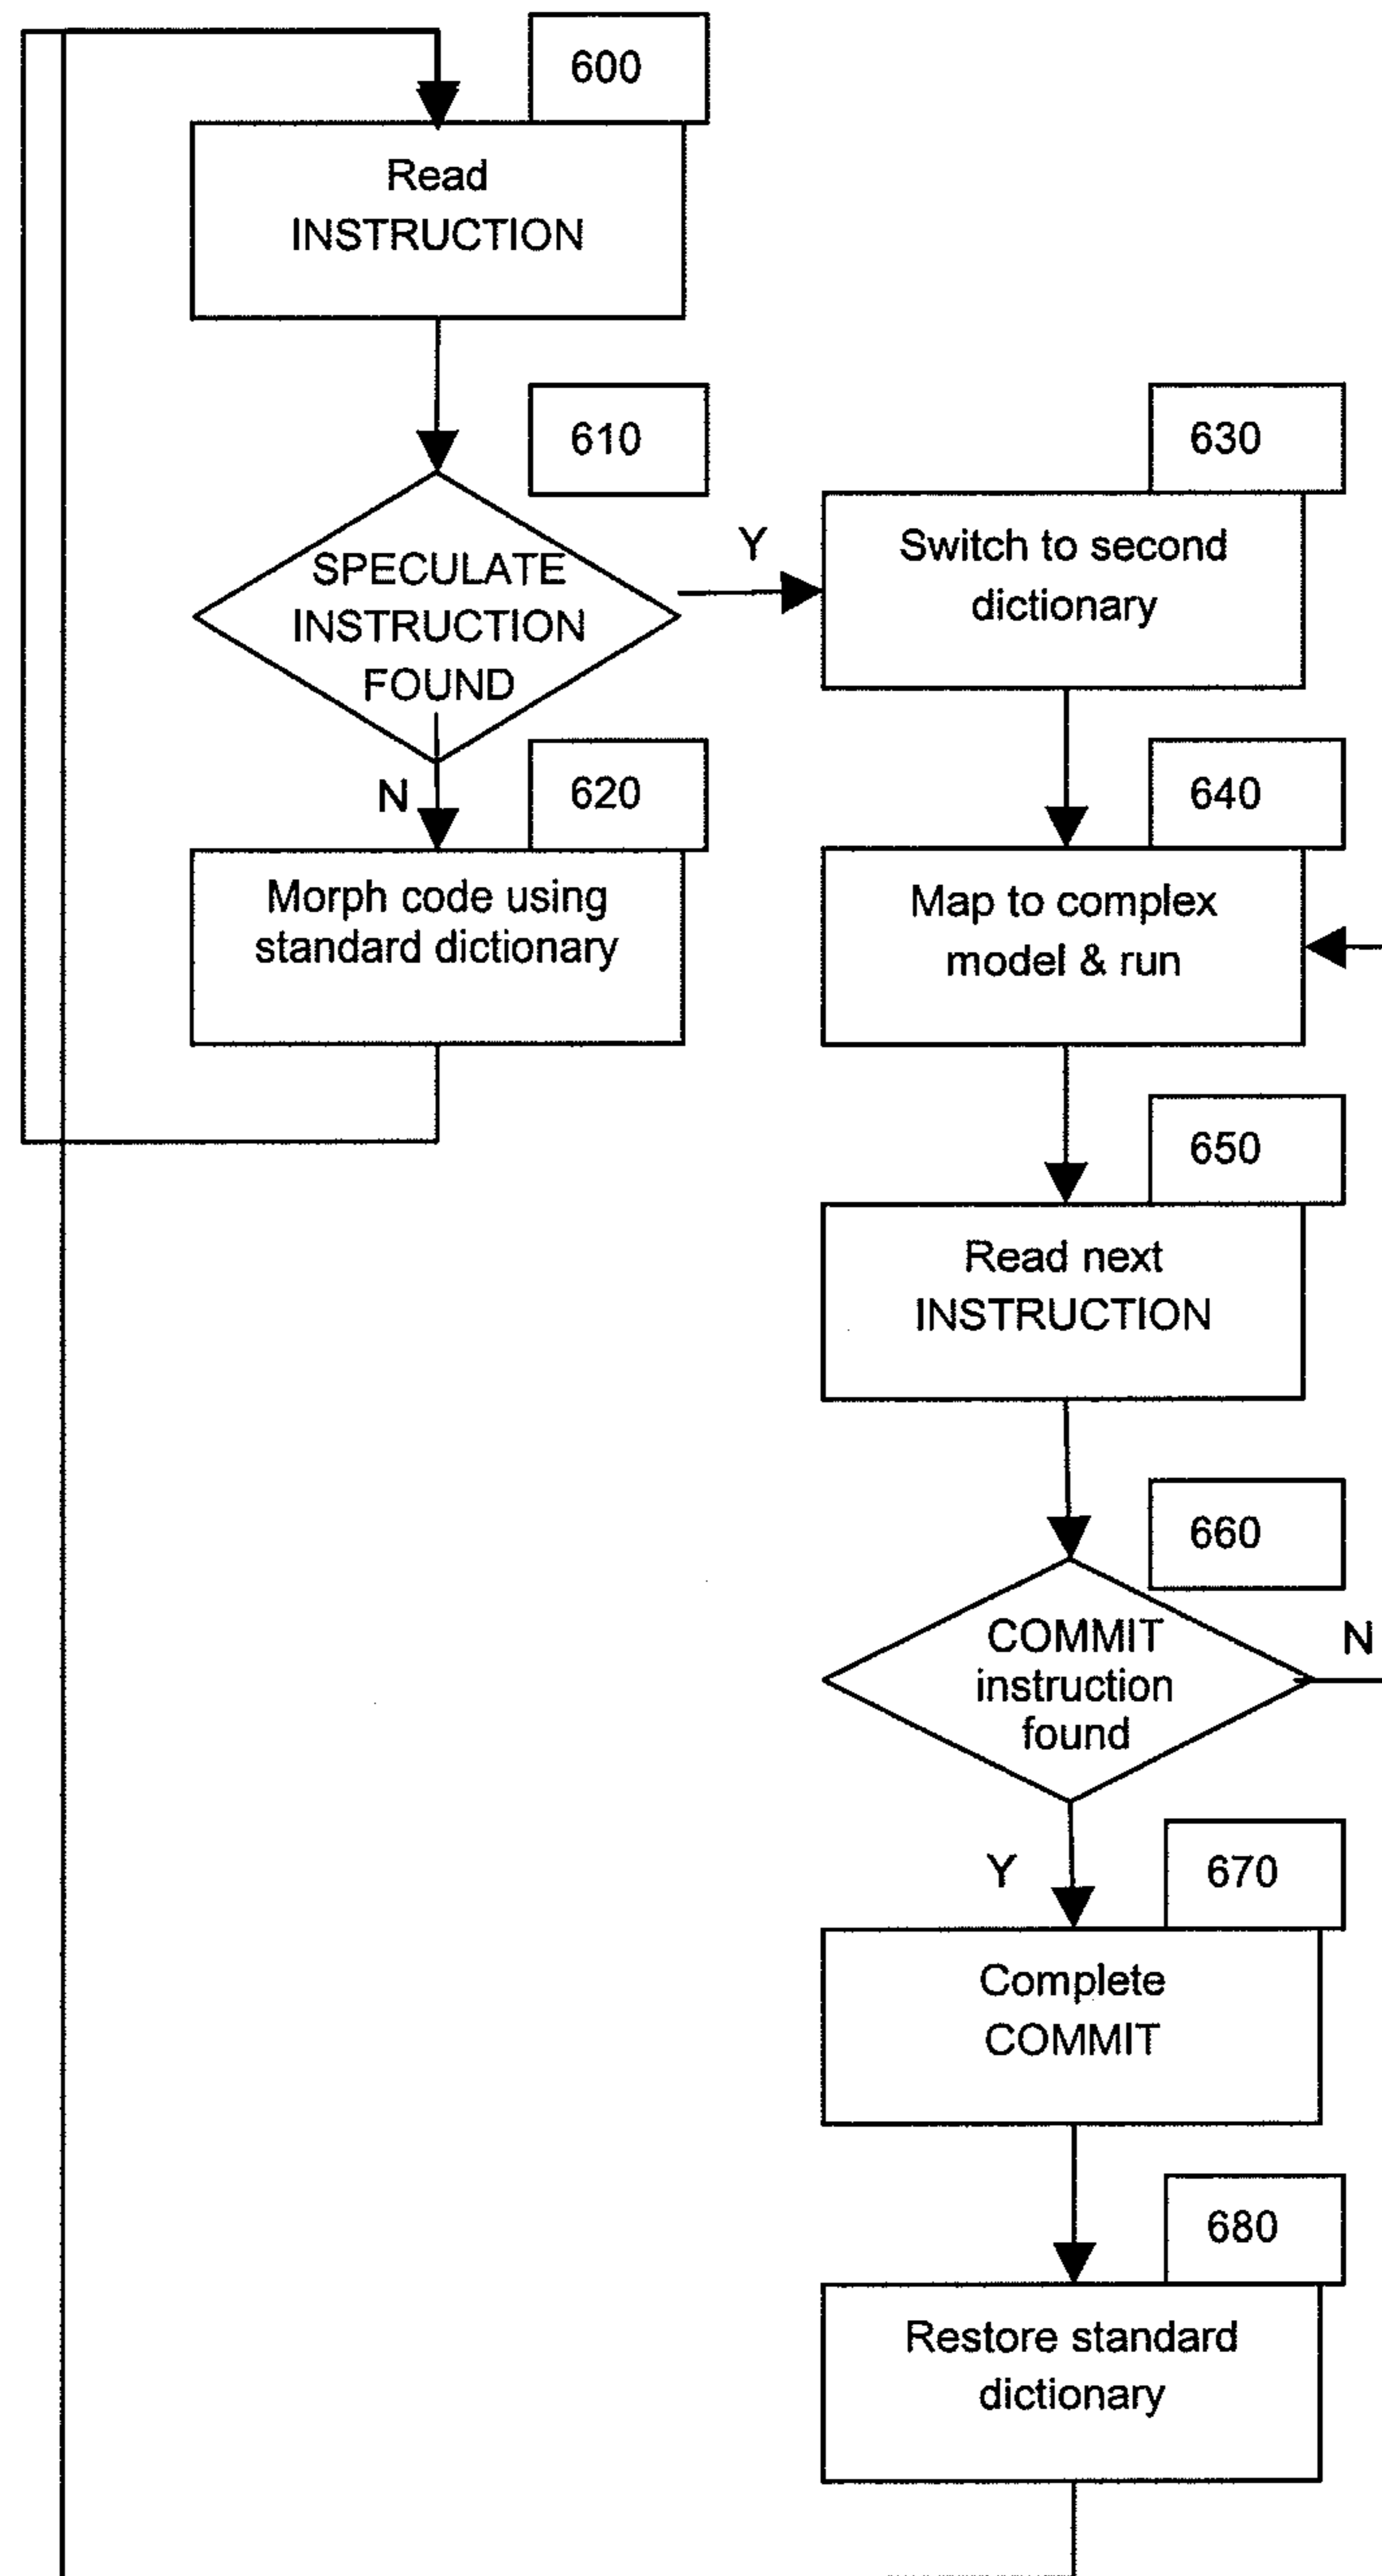 600
Read
INSTRUCTION
610
SPECULATE
INSTRUCTION
FOUND
Y
N
620
Morph code using
standard dictionary
630
Switch to second
dictionary
640
Map to complex
model & run
650
Read next
INSTRUCTION
660
COMMIT
instruction
found
N
Y
670
Complete
COMMIT
680
Restore standard
dictionary